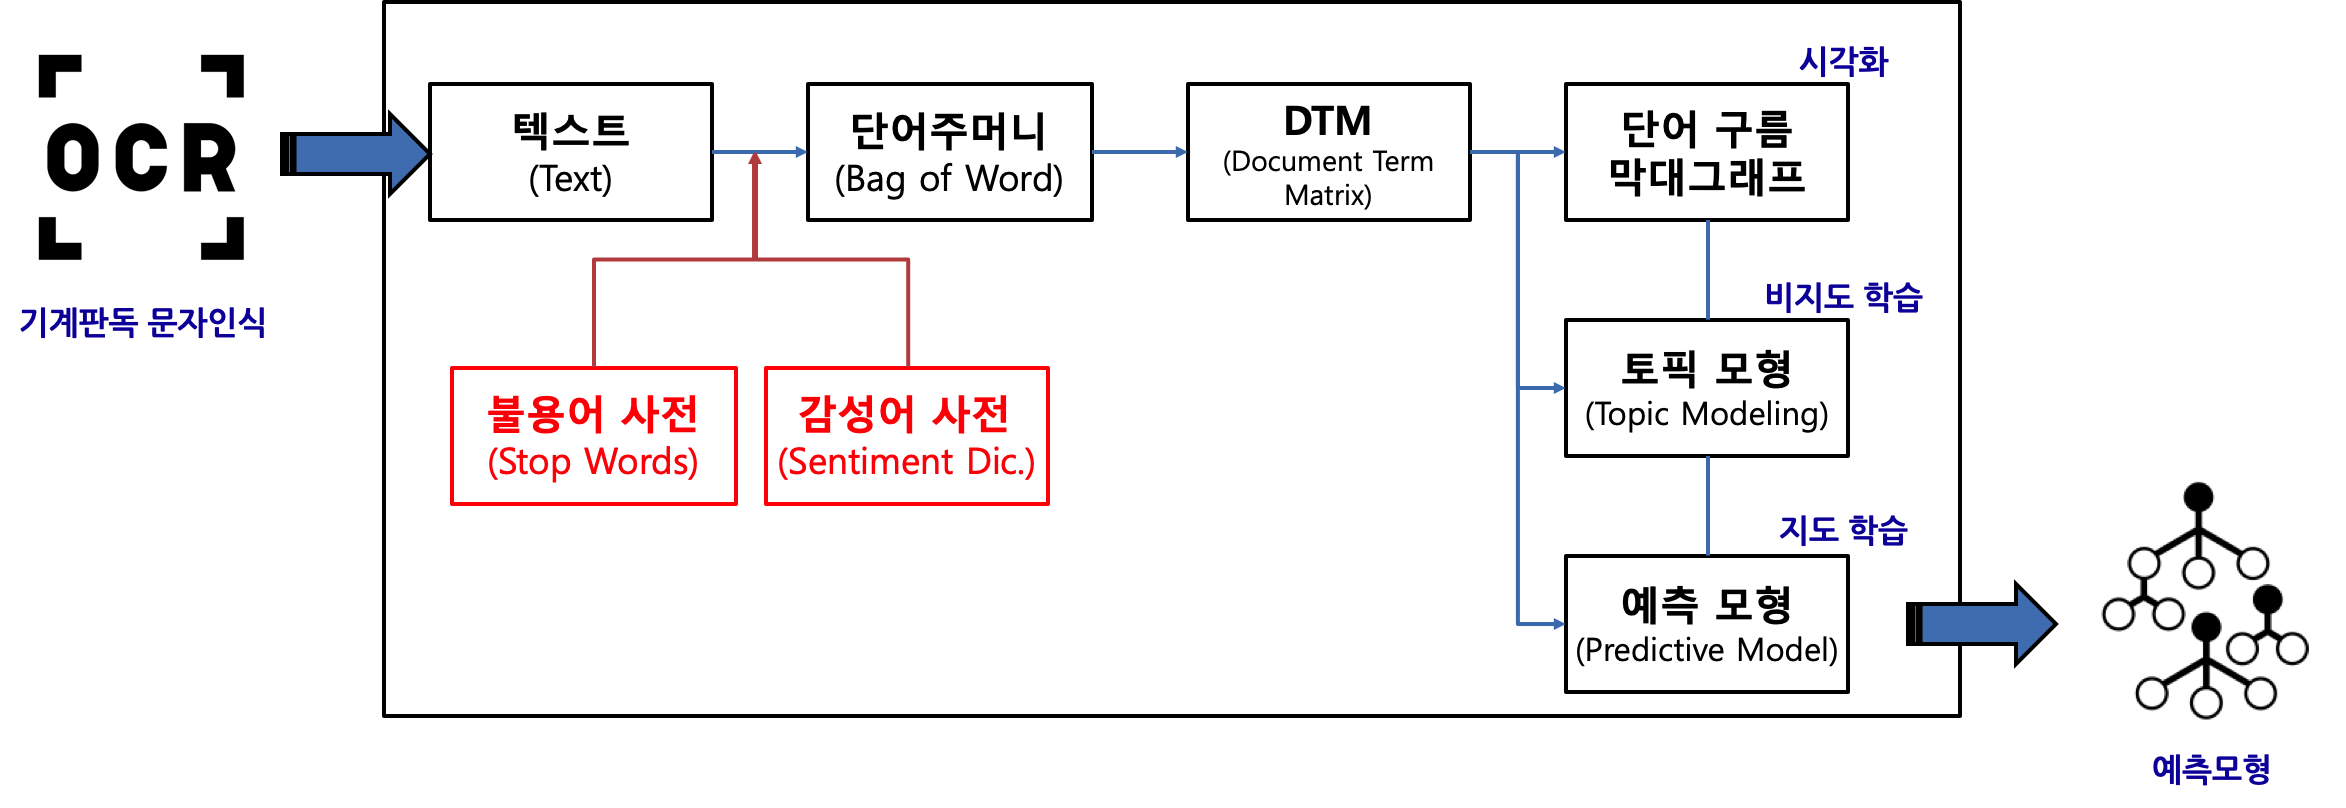 OCR
기계판독 문자인식
텍스트
(Text)
단어주머니
(Bag of Word)
DTM
(Document Term
Matrix)
시각화
단어 구름
막대그래프
불용어 사전
(Stop Words)
감성어 사전
(Sentiment Dic.)
비지도 학습
토픽 모형
(Topic Modeling)
지도 학습
예측 모형
(Predictive Model)
예측모형